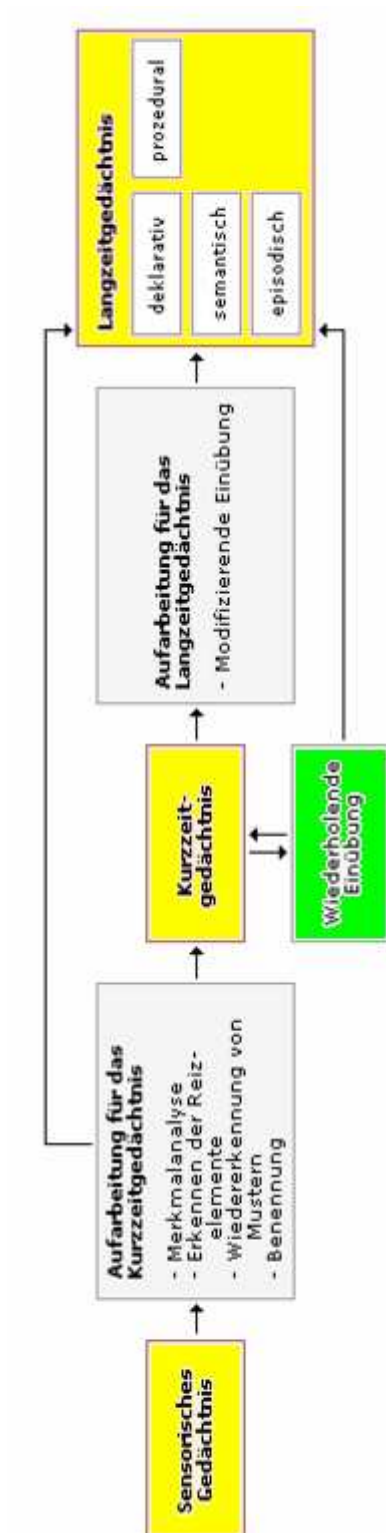 Sensorisches
Gedächtnis
Aufarbeitung für das
Kurzzeitgedächtnis
- Merkmalanalyse
- Erkennen der Reiz-
elemente
- Wiedererkennung von
Mustern
- Benennung
Kurzzeit-
gedächtnis
Wiederholende
Einübung
Aufarbeitung für das
Langzeitgedächtnis
- Modifizierende Einübung
Langzeitgedächtnis
deklarativ
prozedural
semantisch
episodisch